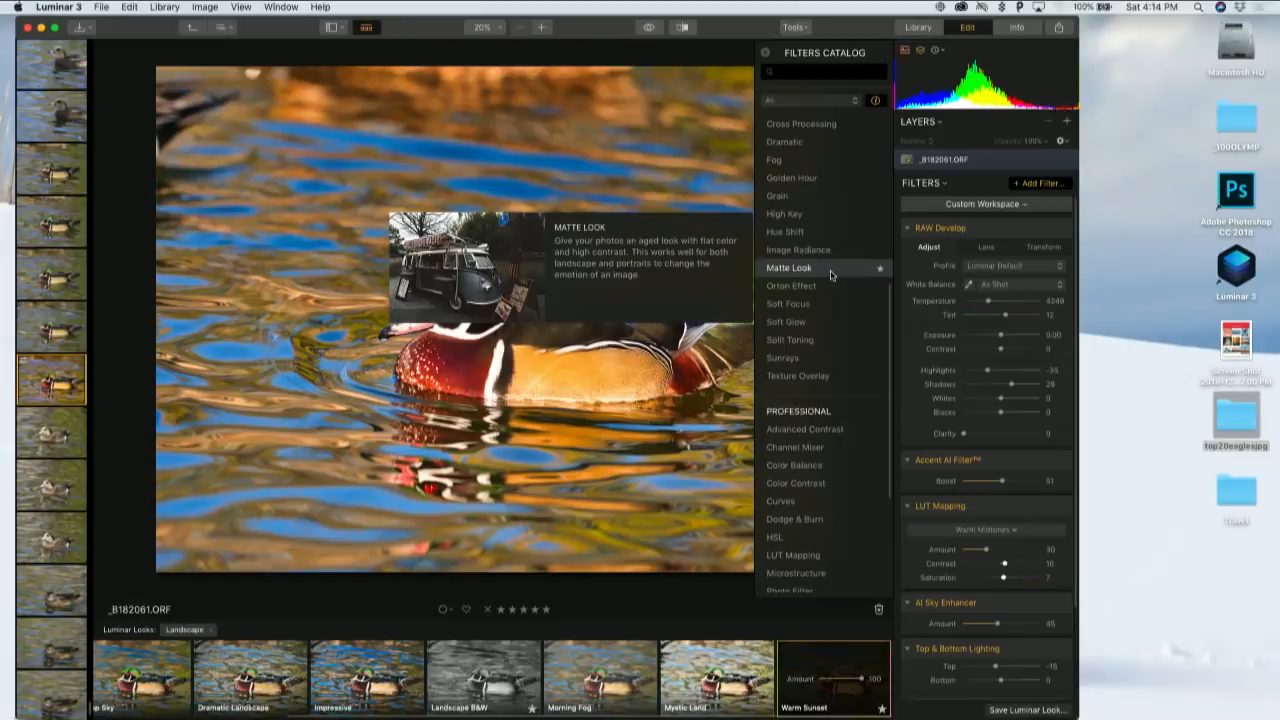 Luminar 3 File Edit Library Image View Window Help
100% Sat 4:14 PM
20%
Tools
Library Edit Info
FILTERS CATALOG
Cross Processing
Dramatic
Fog
Golden Hour
Grain
High Key
Hue Shift
Image Radiance
Matte Look
Orton Effect
Soft Focus
Soft Glow
Split Toning
Sunrays
Texture Overlay
PROFESSIONAL
Advanced Contrast
Channel Mixer
Color Balance
Color Contrast
Curves
Dodge & Burn
HSL
LUT Mapping
Microstructure
Photo Filter
MATTE LOOK
Give your photos an aged look with flat color
and high contrast. This works well for both
landscape and portraits to change the
emotion of an image.
LAYERS
Normal Opacity: 100%
_B182061.ORF
FILTERS + Add Filter...
Custom Workspace
RAW Develop
Adjust Lens Transform
Profile Luminar Default
White Balance As Shot
Temperature 4249
Tint 12
Exposure 0.00
Contrast 0
Highlights -35
Shadows 28
Whites 0
Blacks 0
Clarity 0
Accent AI Filter™
Boost 51
LUT Mapping
Warm Midtones
Amount 30
Contrast 10
Saturation 7
AI Sky Enhancer
Amount 45
Top & Bottom Lighting
Top -15
Bottom 0
Save Luminar Look...
_B182061.ORF
Luminar Looks: Landscape
p Sky
Dramatic Landscape
Impressive
Landscape B&W
Morning Fog
Mystic Land
Amount 100
Warm Sunset
Macintosh HD
_100OLYMP
Ps
Adobe Photoshop
CC 2018
Luminar 3
top20eaglesjpg
Travel